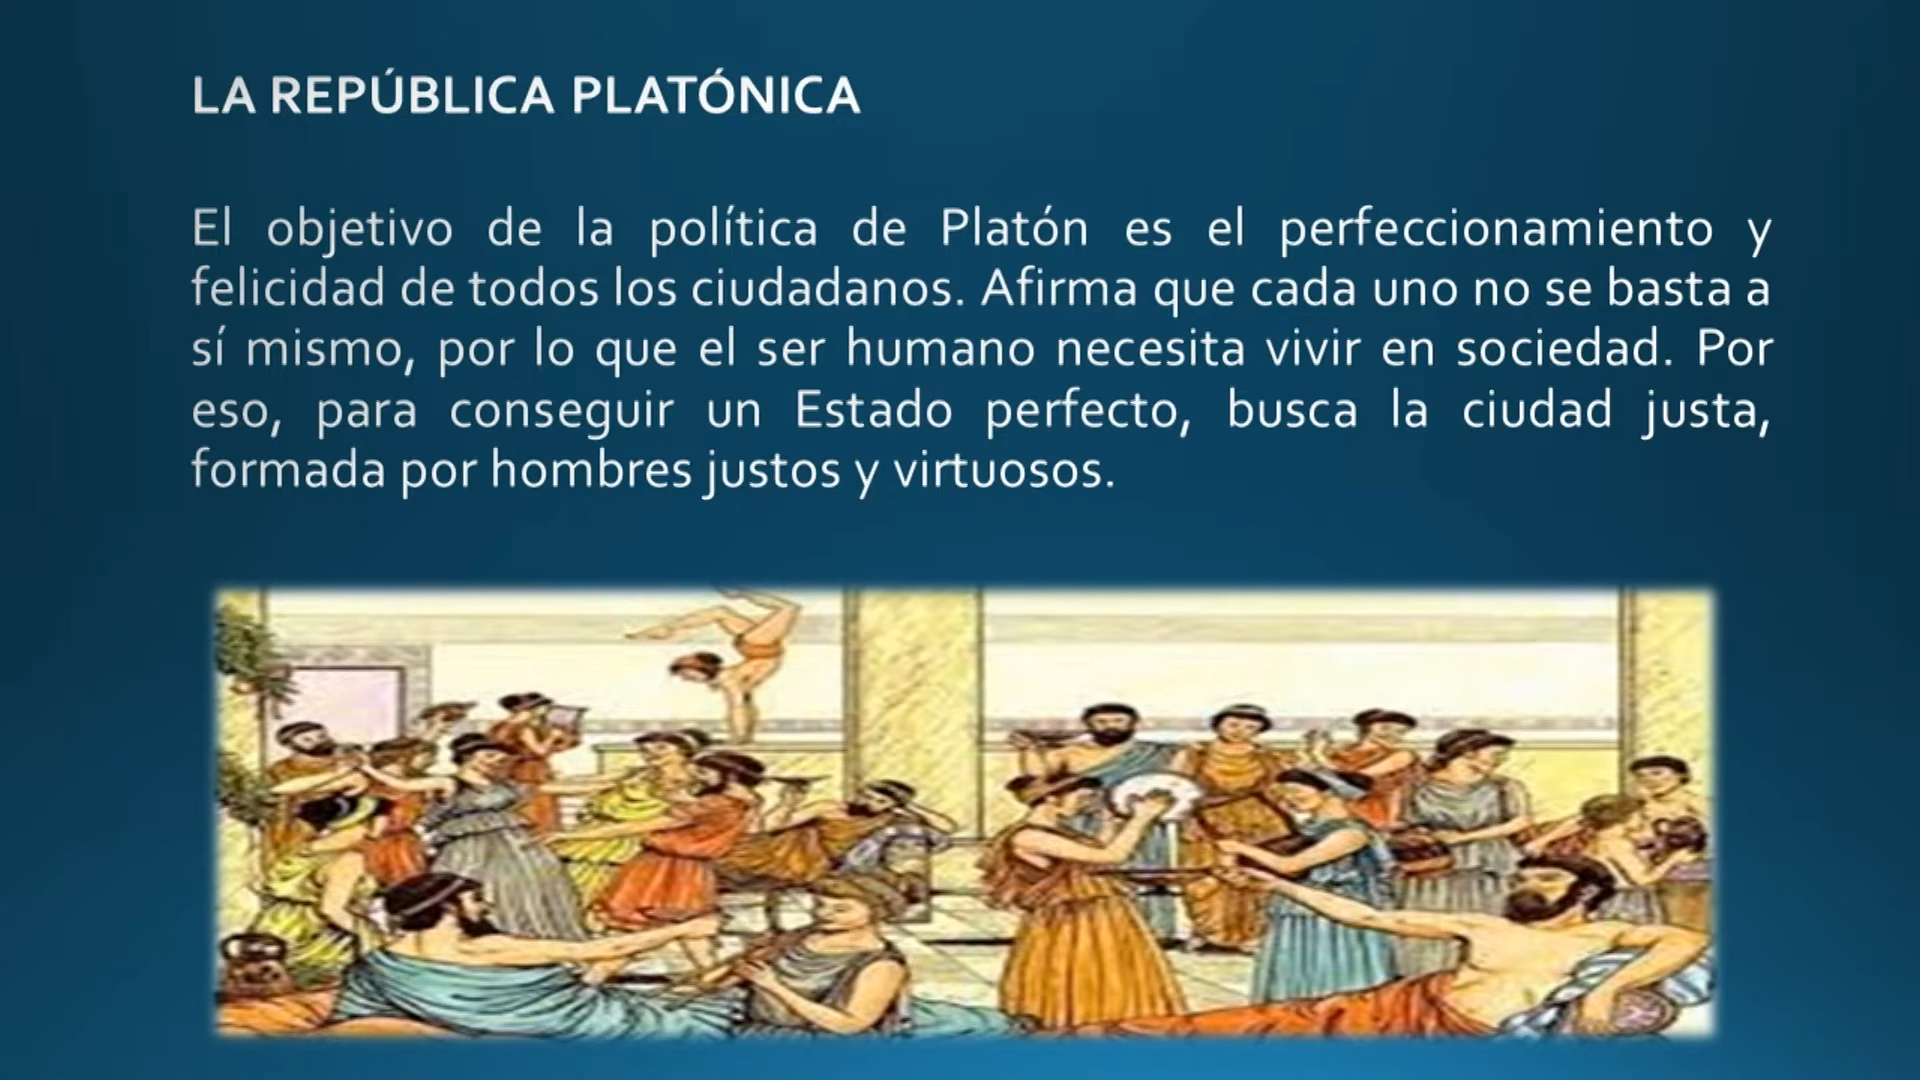 LA REPÚBLICA PLATÓNICA
El objetivo de la política de Platón es el perfeccionamiento y
felicidad de todos los ciudadanos. Afirma que cada uno no se basta a
sí mismo, por lo que el ser humano necesita vivir en sociedad. Por
eso, para conseguir un Estado perfecto, busca la ciudad justa,
formada por hombres justos y virtuosos.